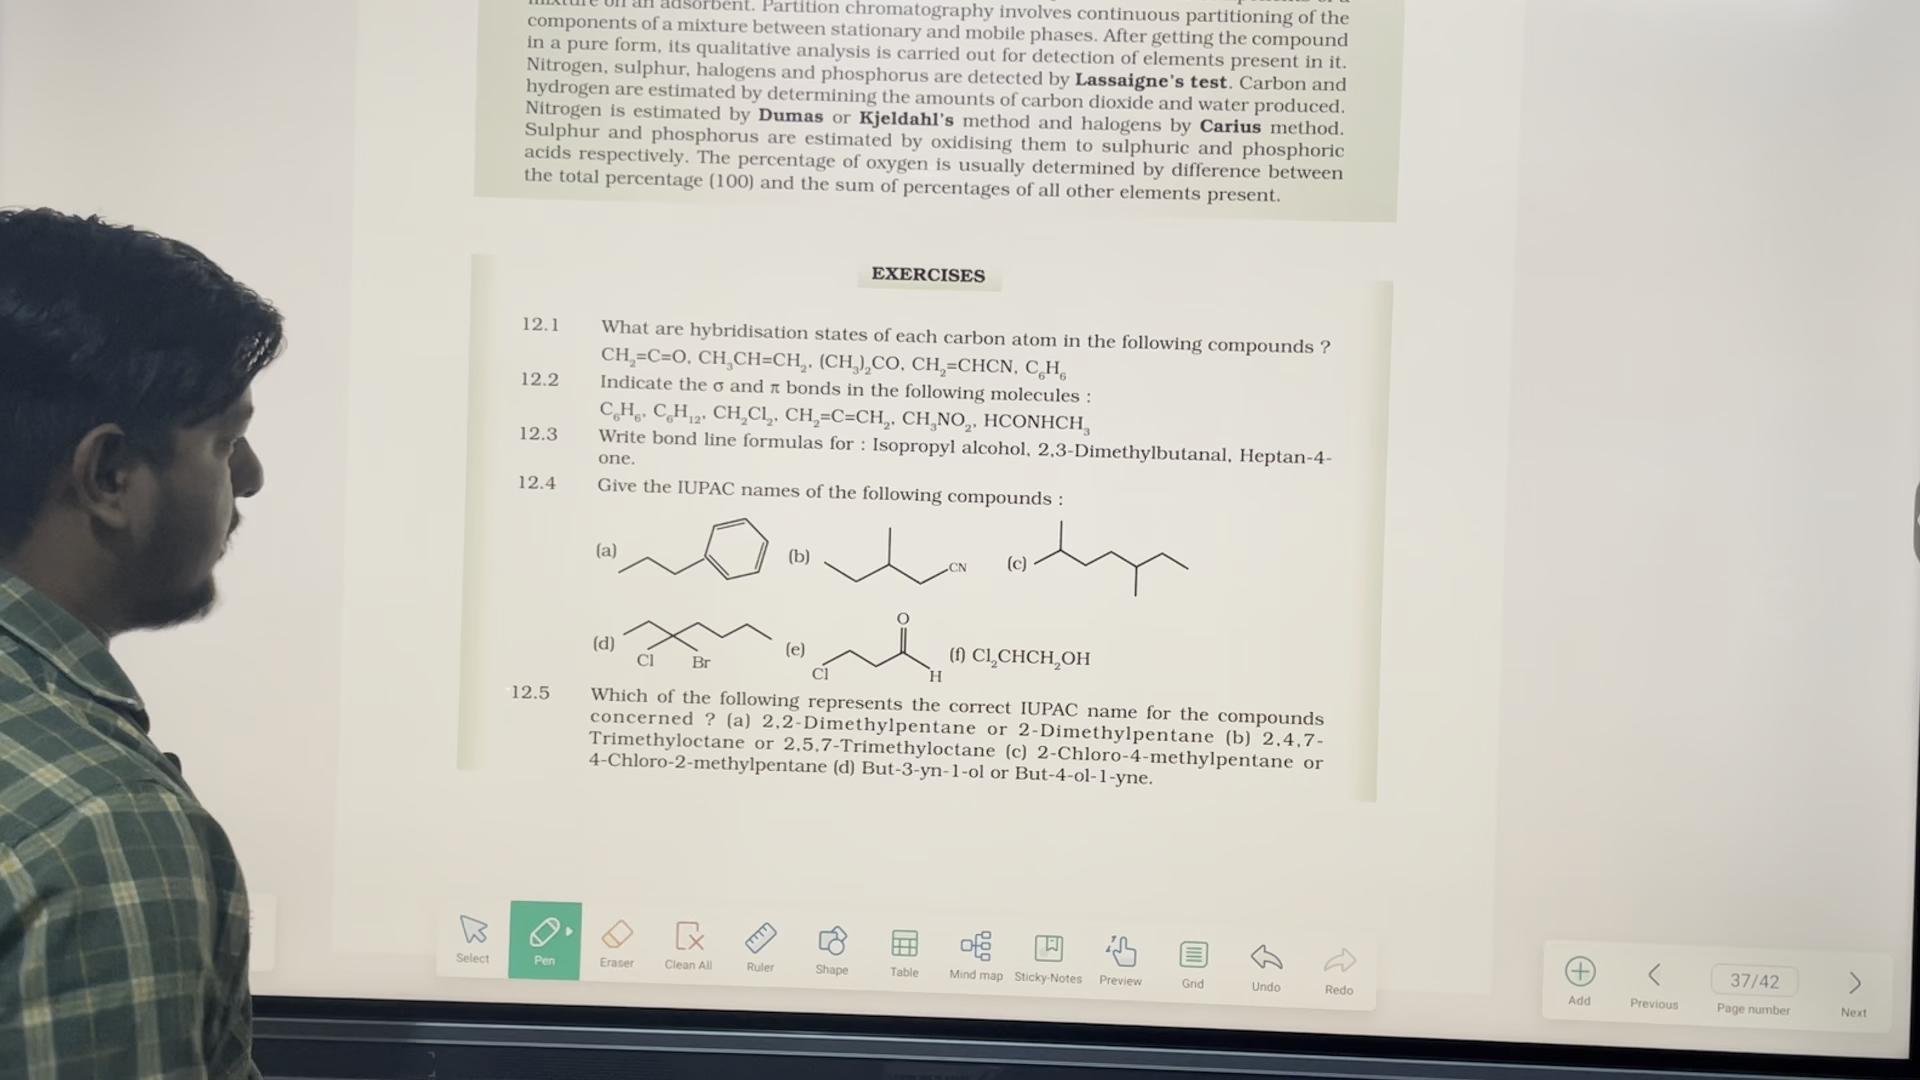 mixture on an adsorbent. Partition chromatography involves continuous partitioning of the
components of a mixture between stationary and mobile phases. After getting the compound
in a pure form, its qualitative analysis is carried out for detection of elements present in it.
Nitrogen, sulphur, halogens and phosphorus are detected by Lassaigne's test. Carbon and
hydrogen are estimated by determining the amounts of carbon dioxide and water produced.
Nitrogen is estimated by Dumas or Kjeldahl's method and halogens by Carius method.
Sulphur and phosphorus are estimated by oxidising them to sulphuric and phosphoric
acids respectively. The percentage of oxygen is usually determined by difference between
the total percentage (100) and the sum of percentages of all other elements present.
EXERCISES
12.1 What are hybridisation states of each carbon atom in the following compounds ?
CH₂=C=O, CH₃CH=CH₂, (CH₃)₂CO, CH₂=CHCN, C₆H₆
12.2 Indicate the σ and π bonds in the following molecules :
C₆H₆, C₆H₁₂, CH₂Cl₂, CH₂=C=CH₂, CH₃NO₂, HCONHCH₃
12.3 Write bond line formulas for : Isopropyl alcohol, 2,3-Dimethylbutanal, Heptan-4-
one.
12.4 Give the IUPAC names of the following compounds :
(a) (b) CN (c)
(d) Cl Br (e) Cl O H (f) Cl₂CHCH₂OH
12.5 Which of the following represents the correct IUPAC name for the compounds
concerned ? (a) 2,2-Dimethylpentane or 2-Dimethylpentane (b) 2,4,7-
Trimethyloctane or 2,5,7-Trimethyloctane (c) 2-Chloro-4-methylpentane or
4-Chloro-2-methylpentane (d) But-3-yn-1-ol or But-4-ol-1-yne.
Select Pen Eraser Clean All Ruler Shape Table Mind map Sticky-Notes Preview Grid Undo Redo
37/42
Add Previous Page number Next